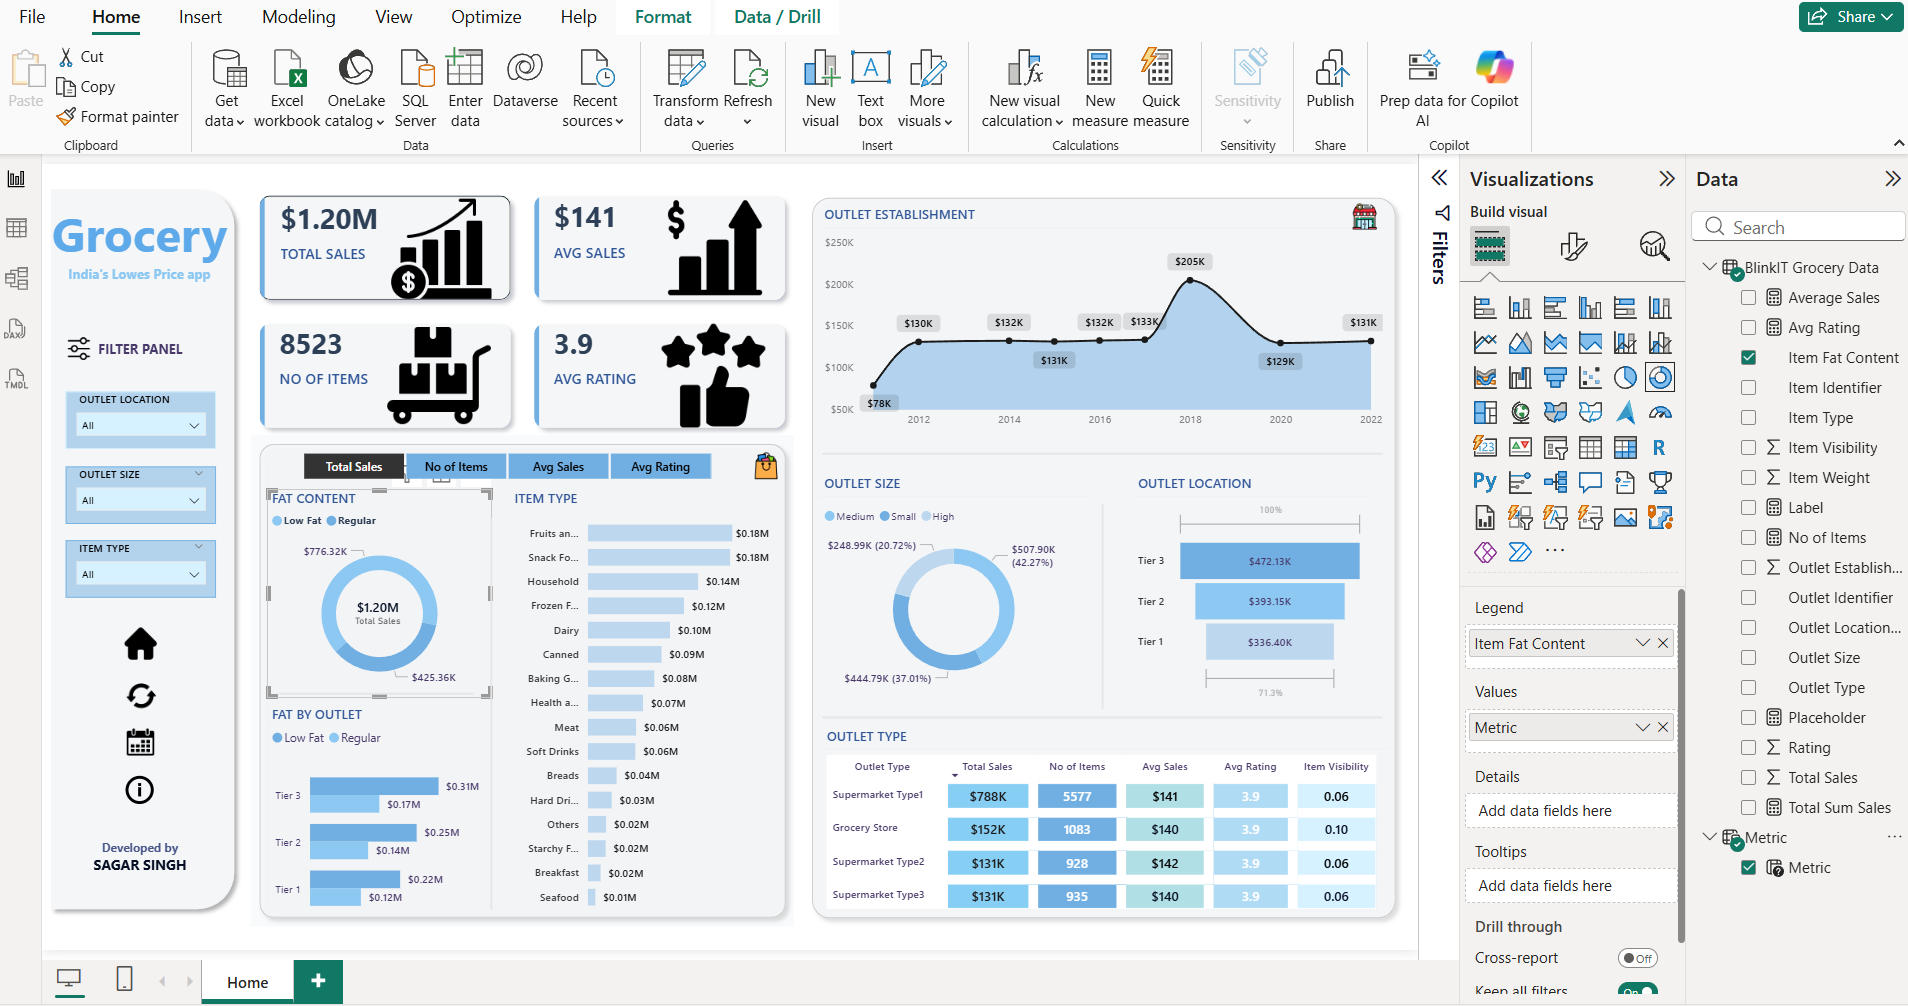 File
Home
Insert
Modeling
View
Optimize
Help
Format
Data / Drill
Share
Paste
Cut
Copy
Format painter
Clipboard
Get data
Excel workbook
OneLake catalog
SQL Server
Enter data
Dataverse
Recent sources
Data
Transform data
Refresh
Queries
New visual
Text box
More visuals
Insert
New visual calculation
New measure
Quick measure
Calculations
Sensitivity
Sensitivity
Publish
Share
Prep data for AI
Copilot
Copilot
DAX
TMDL
Grocery
India's Lowes Price app
FILTER PANEL
OUTLET LOCATION
All
OUTLET SIZE
All
ITEM TYPE
All
Developed by
SAGAR SINGH
$1.20M
TOTAL SALES
$
$141
AVG SALES
$
8523
NO OF ITEMS
3.9
AVG RATING
Total Sales
No of Items
Avg Sales
Avg Rating
FAT CONTENT
Low Fat
Regular
$776.32K
$1.20M
Total Sales
$425.36K
FAT BY OUTLET
Low Fat
Regular
Tier 3
$0.31M
$0.17M
Tier 2
$0.25M
$0.14M
Tier 1
$0.22M
$0.12M
ITEM TYPE
Fruits an... $0.18M
Snack Fo... $0.18M
Household $0.14M
Frozen F... $0.12M
Dairy $0.10M
Canned $0.09M
Baking G... $0.08M
Health a... $0.07M
Meat $0.06M
Soft Drinks $0.06M
Breads $0.04M
Hard Dri... $0.03M
Others $0.02M
Starchy F... $0.02M
Breakfast $0.02M
Seafood $0.01M
OUTLET ESTABLISHMENT
$250K
$200K
$150K
$100K
$50K
$78K
$130K
$132K
$131K
$132K
$133K
$205K
$129K
$131K
2012
2014
2016
2018
2020
2022
OUTLET SIZE
Medium
Small
High
$248.99K (20.72%)
$507.90K
(42.27%)
$444.79K (37.01%)
OUTLET LOCATION
100%
Tier 3 $472.13K
Tier 2 $393.15K
Tier 1 $336.40K
71.3%
OUTLET TYPE
Outlet Type Total Sales No of Items Avg Sales Avg Rating Item Visibility
Supermarket Type1 $788K 5577 $141 3.9 0.06
Grocery Store $152K 1083 $140 3.9 0.10
Supermarket Type2 $131K 928 $142 3.9 0.06
Supermarket Type3 $131K 935 $140 3.9 0.06
Home
+
Filters
Visualizations
Build visual
123
R
Py
...
Legend
Item Fat Content
Values
Metric
Details
Add data fields here
Tooltips
Add data fields here
Drill through
Cross-report
Off
Keep all filters
On
Data
Search
BlinkIT Grocery Data
Average Sales
Avg Rating
Item Fat Content
Item Identifier
Item Type
Item Visibility
Item Weight
Label
No of Items
Outlet Establish...
Outlet Identifier
Outlet Location...
Outlet Size
Outlet Type
Placeholder
Rating
Total Sales
Total Sum Sales
Metric
...
Metric